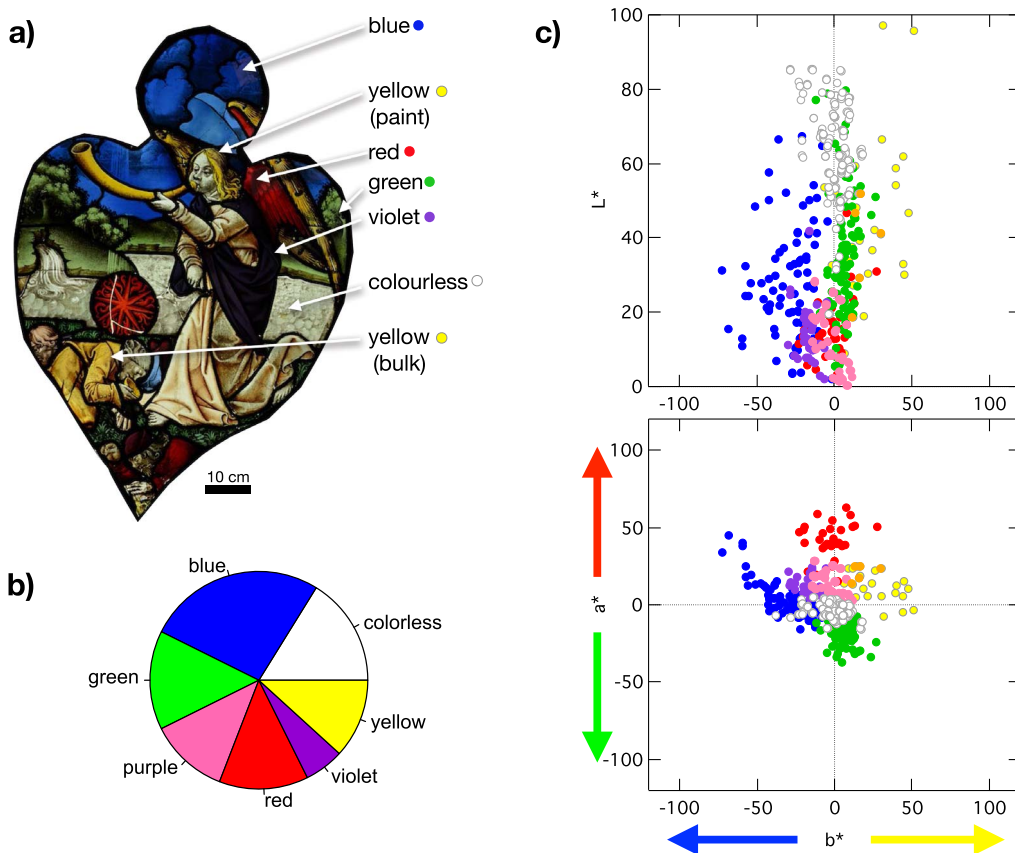 a)
blue
yellow
(paint)
red
green
violet
colourless
yellow
(bulk)
10 cm
b)
blue
colorless
green
yellow
purple
violet
red
c)
100
80
60
40
20
0
L*
-100 -50 0 50 100
100
50
0
-50
-100
a*
-100 -50 0 50 100
b*